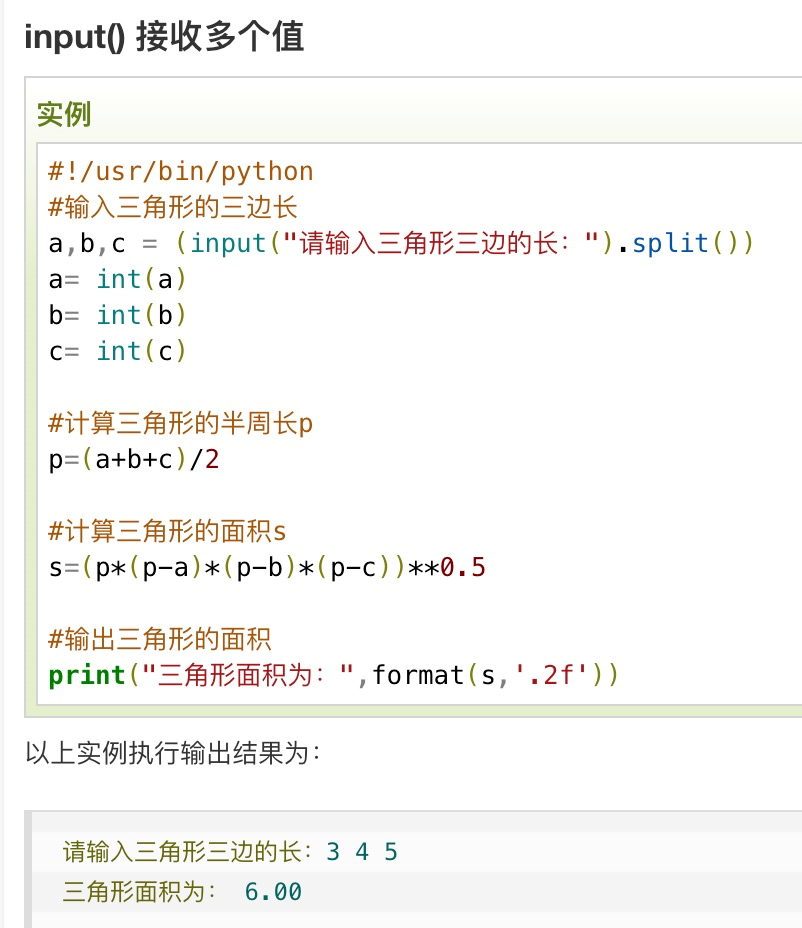 input() 接收多个值
实例
#!/usr/bin/python
#输入三角形的三边长
a,b,c = (input("请输入三角形三边的长：").split())
a= int(a)
b= int(b)
c= int(c)
#计算三角形的半周长p
p=(a+b+c)/2
#计算三角形的面积s
s=(p*(p-a)*(p-b)*(p-c))**0.5
#输出三角形的面积
print("三角形面积为：",format(s,'.2f'))
以上实例执行输出结果为：
请输入三角形三边的长：3 4 5
三角形面积为： 6.00